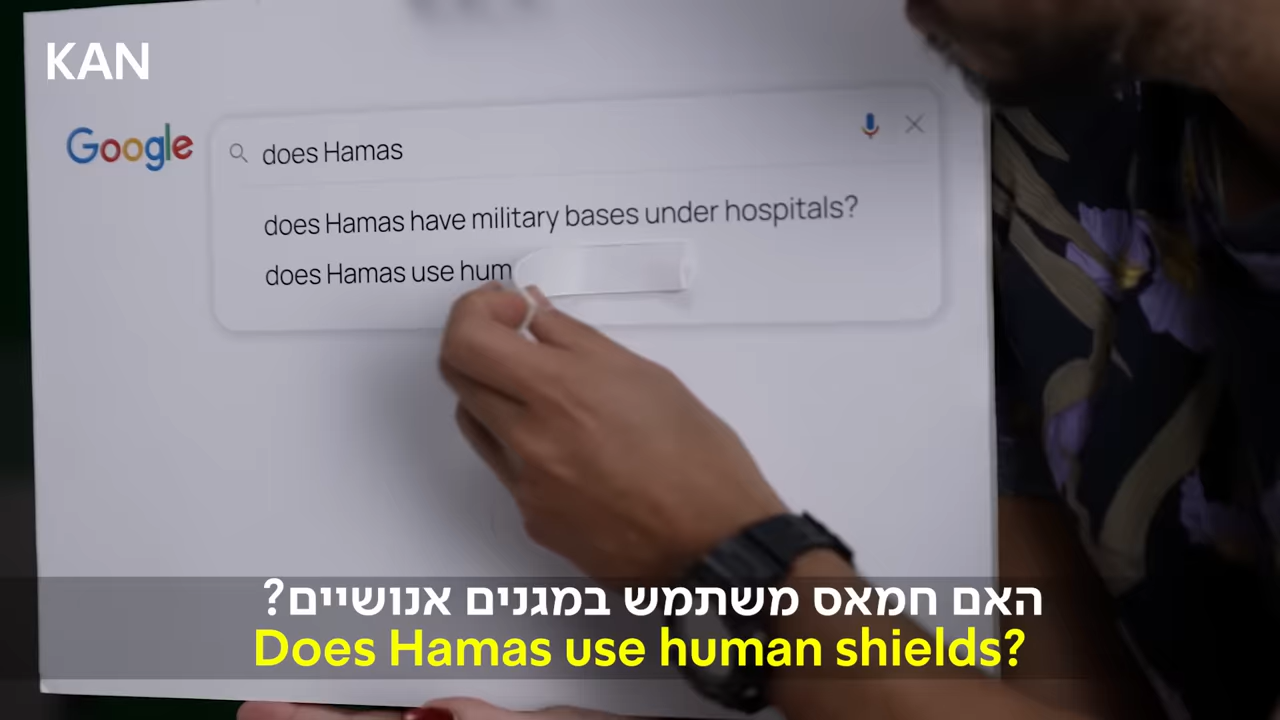 KAN
Google
does Hamas
does Hamas have military bases under hospitals?
does Hamas use hum
האם חמאס משתמש במגנים אנושיים?
Does Hamas use human shields?